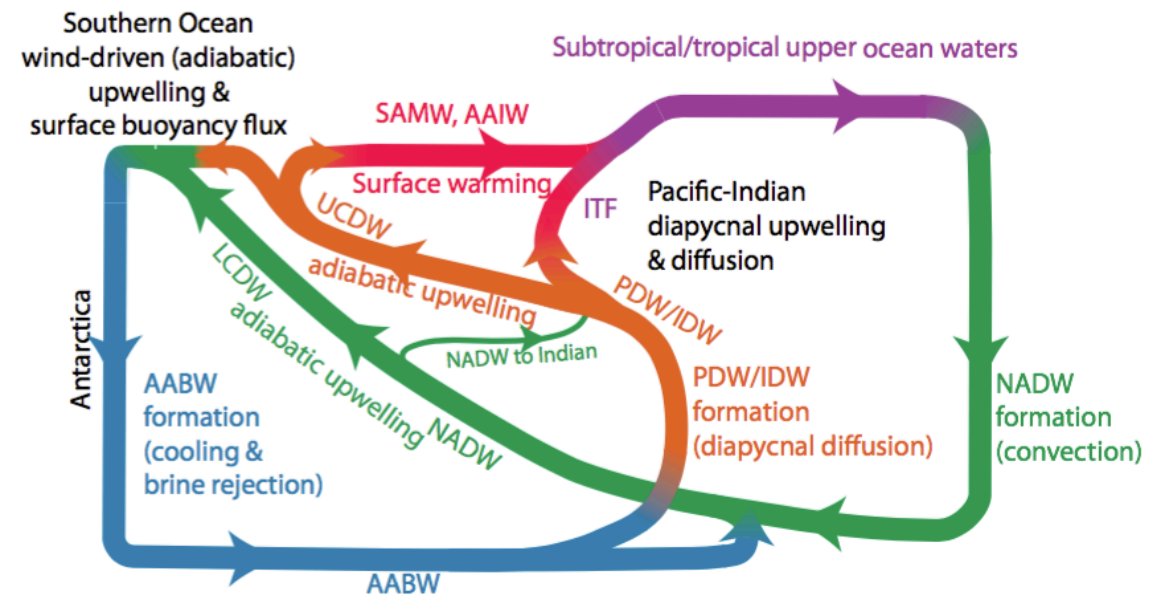 Southern Ocean
wind-driven (adiabatic)
upwelling &
surface buoyancy flux
Subtropical/tropical upper ocean waters
SAMW, AAIW
Surface warming
ITF
Pacific-Indian
diapycnal upwelling
& diffusion
UCDW
adiabatic upwelling
PDW/IDW
LCDW
adiabatic upwelling
NADW to Indian
NADW
Antarctica
AABW
formation
(cooling &
brine rejection)
PDW/IDW
formation
(diapycnal diffusion)
NADW
formation
(convection)
AABW